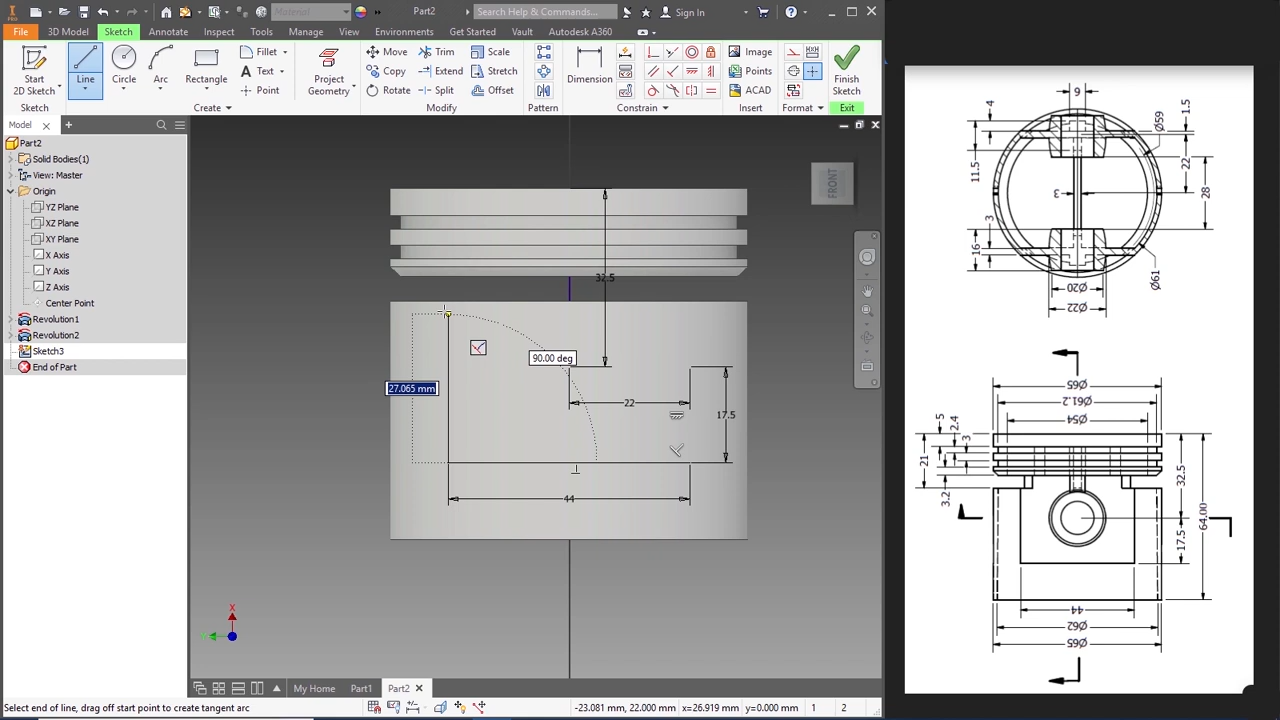 Material
Part2
Search Help & Commands...
Sign In
PRO
File
3D Model
Sketch
Annotate
Inspect
Tools
Manage
View
Environments
Get Started
Vault
Autodesk A360
Start
2D Sketch
Line
Circle
Arc
Rectangle
Fillet
Text
Point
Project
Geometry
Move
Copy
Rotate
Trim
Extend
Split
Scale
Stretch
Offset
Dimension
Image
Points
ACAD
Finish
Sketch
Sketch
Create
Modify
Pattern
Constrain
Insert
Format
Exit
Model
Part2
Solid Bodies(1)
View: Master
Origin
YZ Plane
XZ Plane
XY Plane
X Axis
Y Axis
Z Axis
Center Point
Revolution1
Revolution2
Sketch3
End of Part
FRONT
32.5
90.00 deg
27.065 mm
22
17.5
44
X
Y
My Home
Part1
Part2
Select end of line, drag off start point to create tangent arc
-23.081 mm, 22.000 mm
x=26.919 mm
y=0.000 mm
1
2
4
9
1.5
Ø59
11.5
22
28
3
3
16
Ø61
Ø20
Ø22
Ø65
Ø61.2
Ø54
5
2.4
3
21
3.2
32.5
64.00
17.5
44
Ø62
Ø65